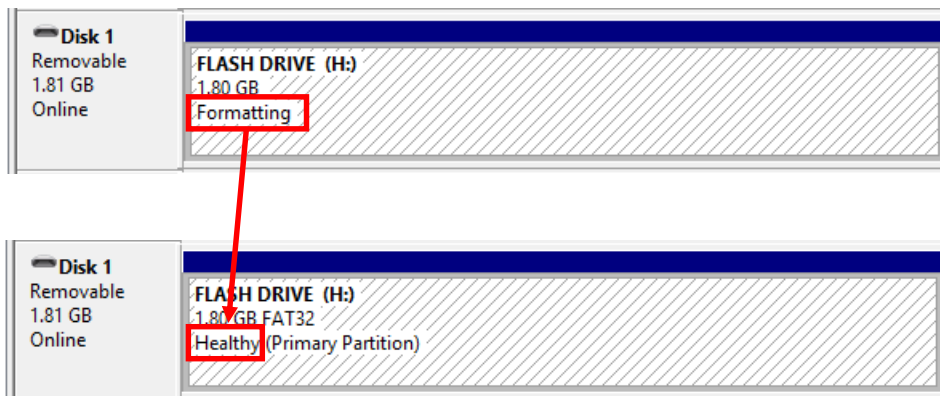 Disk 1
Removable
1.81 GB
Online
FLASH DRIVE (H:)
1.80 GB
Formatting
Disk 1
Removable
1.81 GB
Online
FLASH DRIVE (H:)
1.80 GB FAT32
Healthy (Primary Partition)